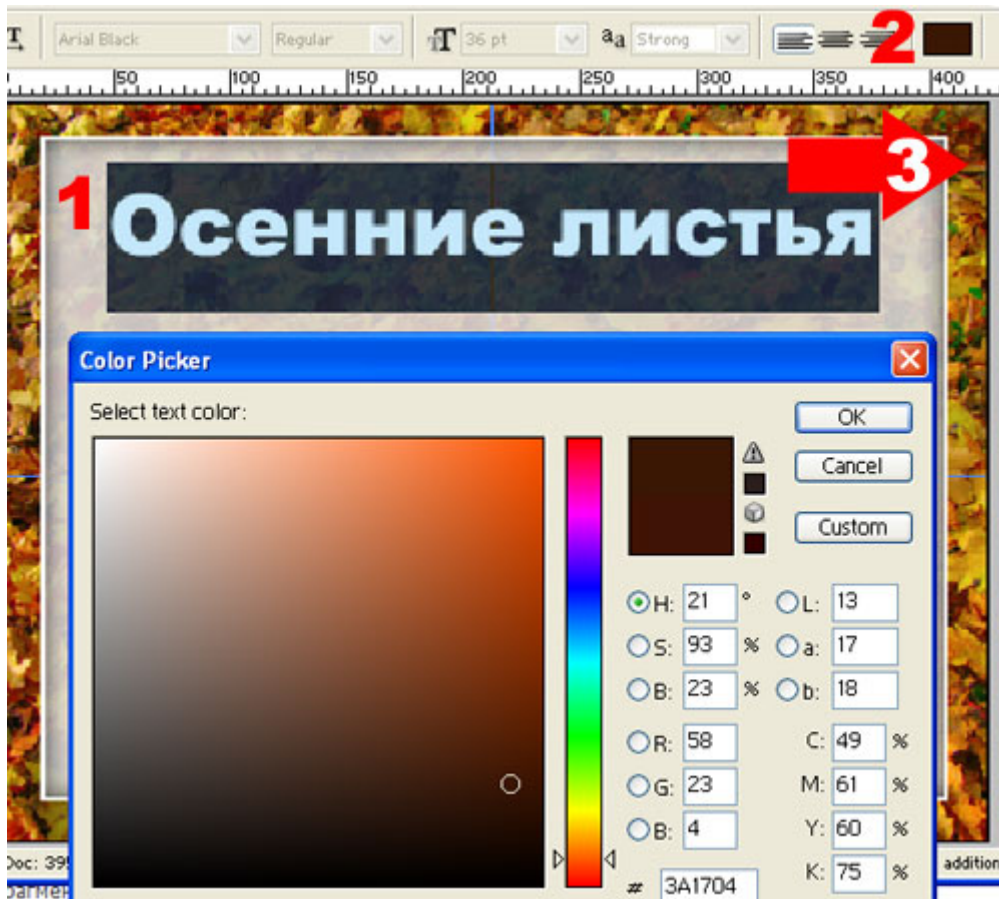 Arial Black Regular T 36 pt aa Strong 2
50 100 150 200 250 300 350 400
3
1 Осенние листья
Color Picker
Select text color:
OK
Cancel
Custom
H: 21 ° L: 13
S: 93 % a: 17
B: 23 % b: 18
R: 58 C: 49 %
G: 23 M: 61 %
B: 4 Y: 60 %
# 3A1704 K: 75 %
Doc: 395 addition